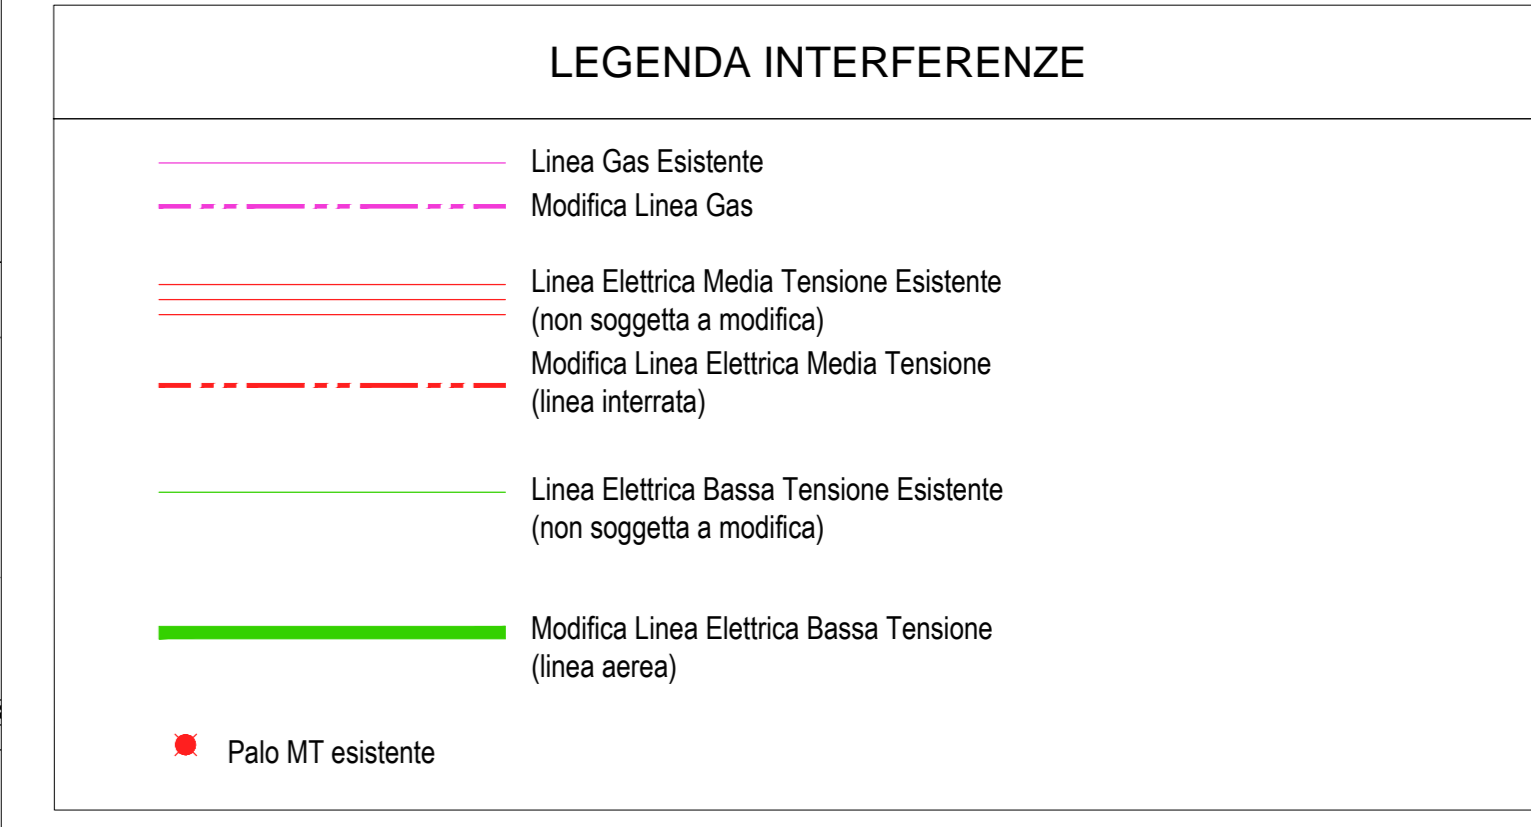 LEGENDA INTERFERENZE
Linea Gas Esistente
Modifica Linea Gas
Linea Elettrica Media Tensione Esistente
(non soggetta a modifica)
Modifica Linea Elettrica Media Tensione
(linea interrata)
Linea Elettrica Bassa Tensione Esistente
(non soggetta a modifica)
Modifica Linea Elettrica Bassa Tensione
(linea aerea)
Palo MT esistente